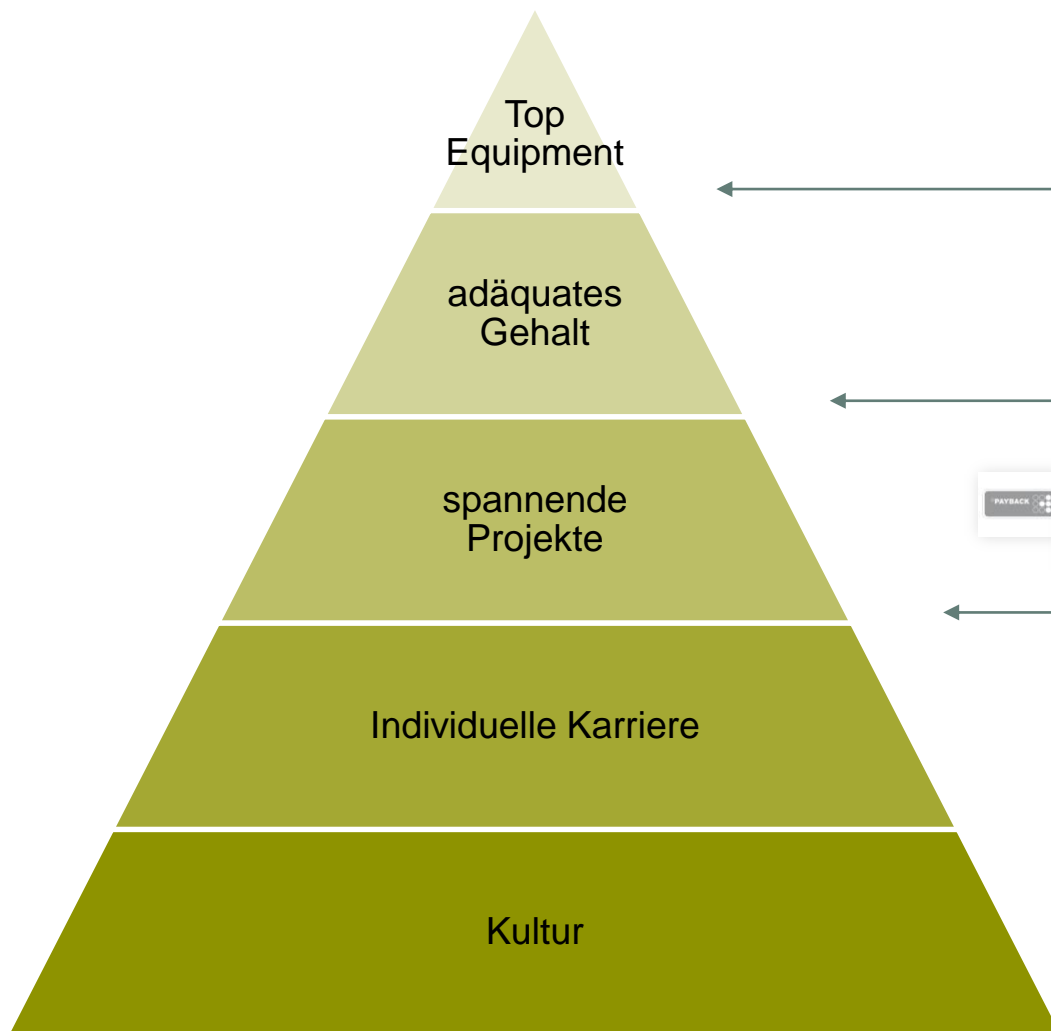 Top
Equipment
adäquates
Gehalt
spannende
Projekte
PAYBACK
Individuelle Karriere
Kultur